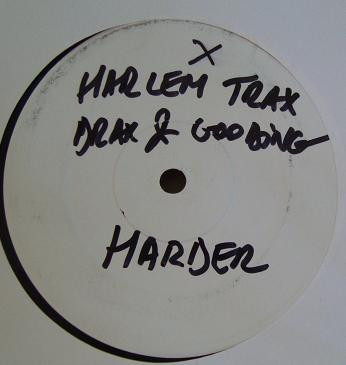 X
HARLEM TRAX
DRAX & GOODING
HARDER